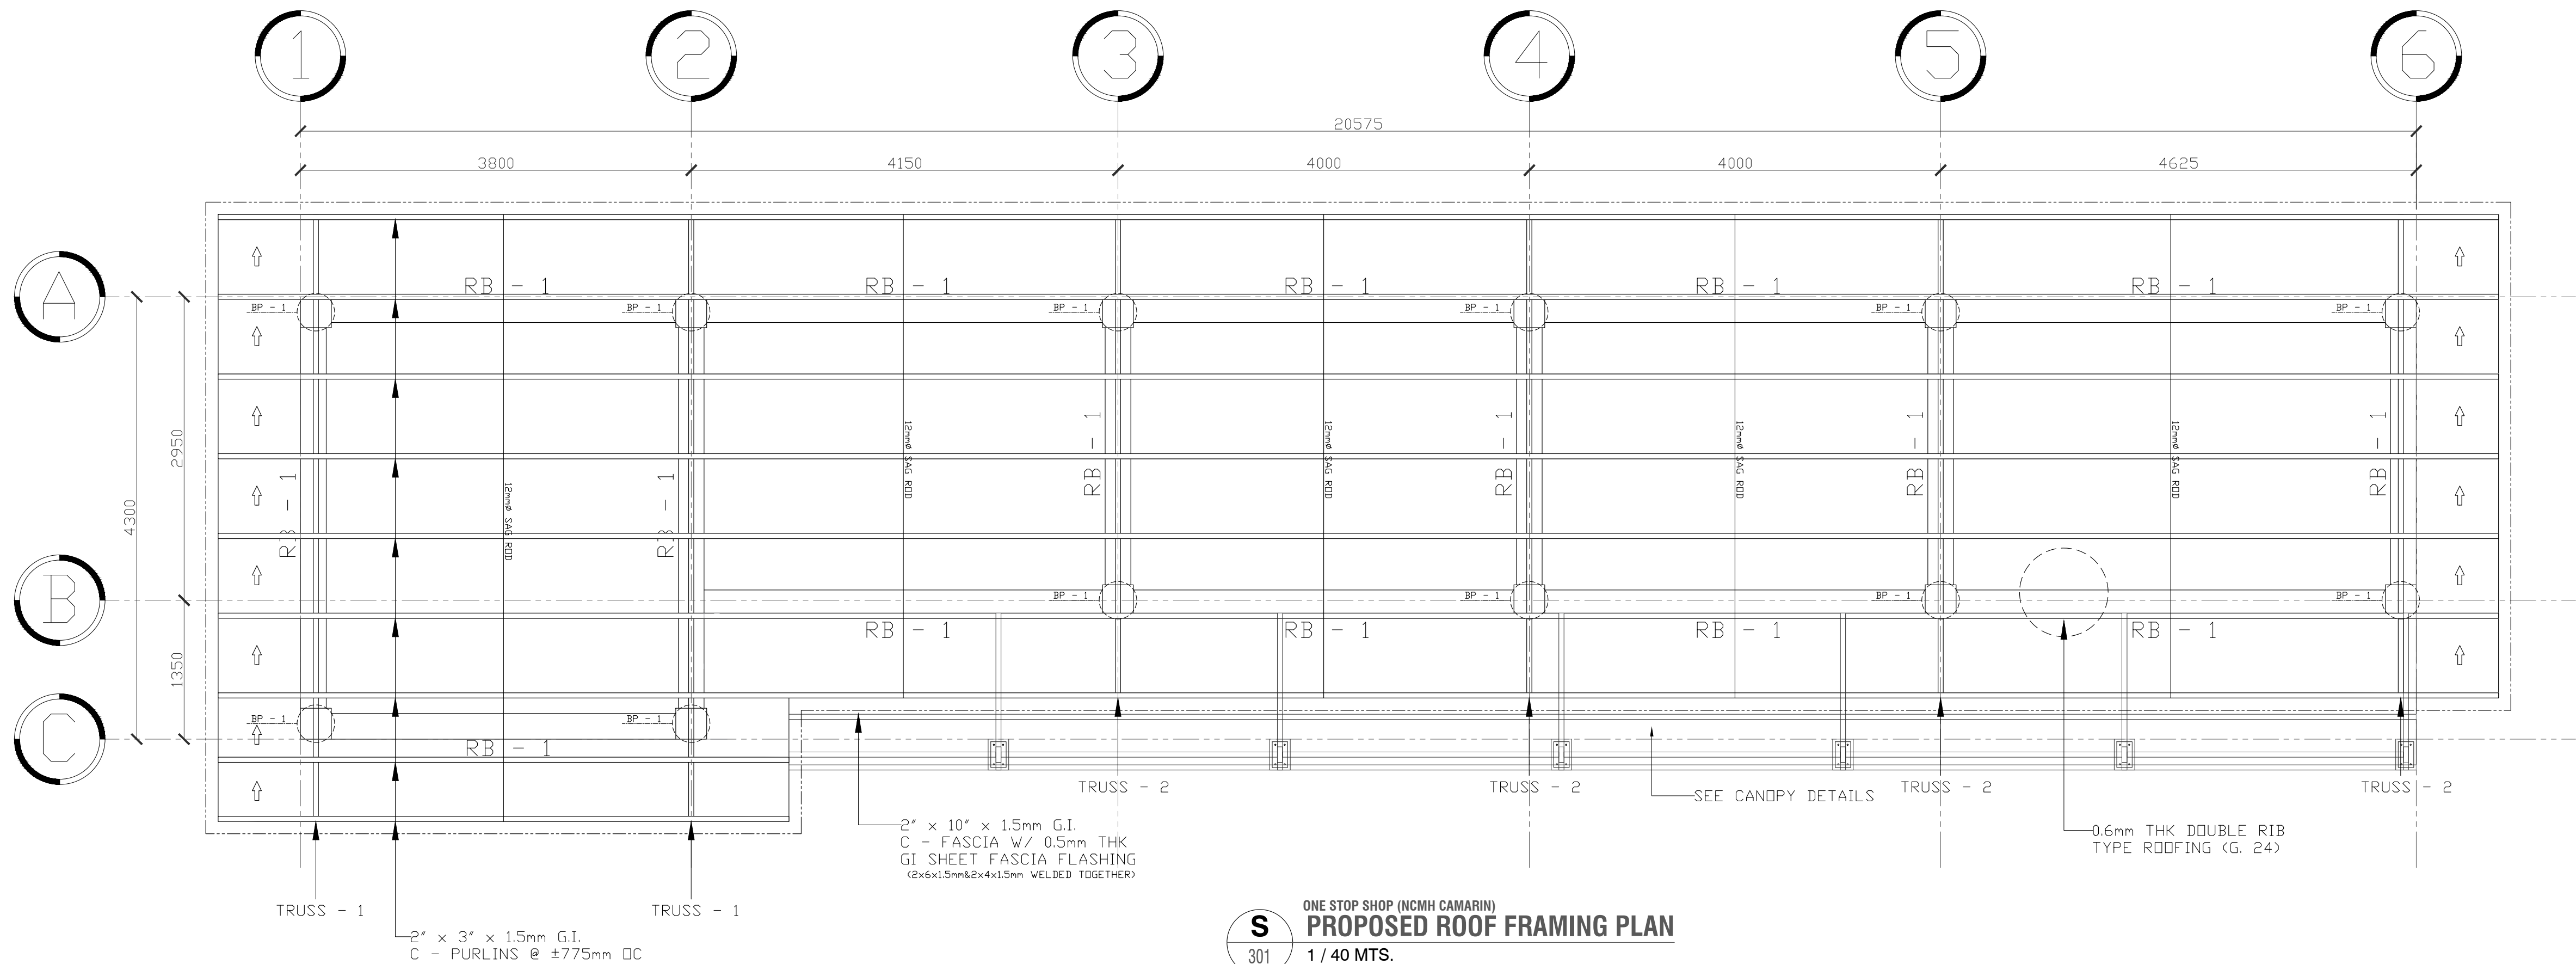 1
2
3
4
5
6
20575
3800
4150
4000
4000
4625
A
RB - 1
RB - 1
RB - 1
RB - 1
RB - 1
BP - 1
BP - 1
BP - 1
BP - 1
BP - 1
BP - 1
2950
4300
RB - 1
12mmø SAG ROD
RB - 1
12mmø SAG ROD
RB - 1
12mmø SAG ROD
RB - 1
12mmø SAG ROD
RB - 1
12mmø SAG ROD
RB - 1
B
BP - 1
BP - 1
BP - 1
BP - 1
RB - 1
RB - 1
RB - 1
RB - 1
1350
C
BP - 1
BP - 1
RB - 1
TRUSS - 2
TRUSS - 2
TRUSS - 2
TRUSS - 2
SEE CANOPY DETAILS
2" x 10" x 1.5mm G.I.
C - FASCIA W/ 0.5mm THK
GI SHEET FASCIA FLASHING
(2x6x1.5mm&2x4x1.5mm WELDED TOGETHER)
0.6mm THK DOUBLE RIB
TYPE ROOFING (G. 24)
TRUSS - 1
TRUSS - 1
2" x 3" x 1.5mm G.I.
C - PURLINS @ ±775mm OC
S
301
ONE STOP SHOP (NCMH CAMARIN)
PROPOSED ROOF FRAMING PLAN
1 / 40 MTS.